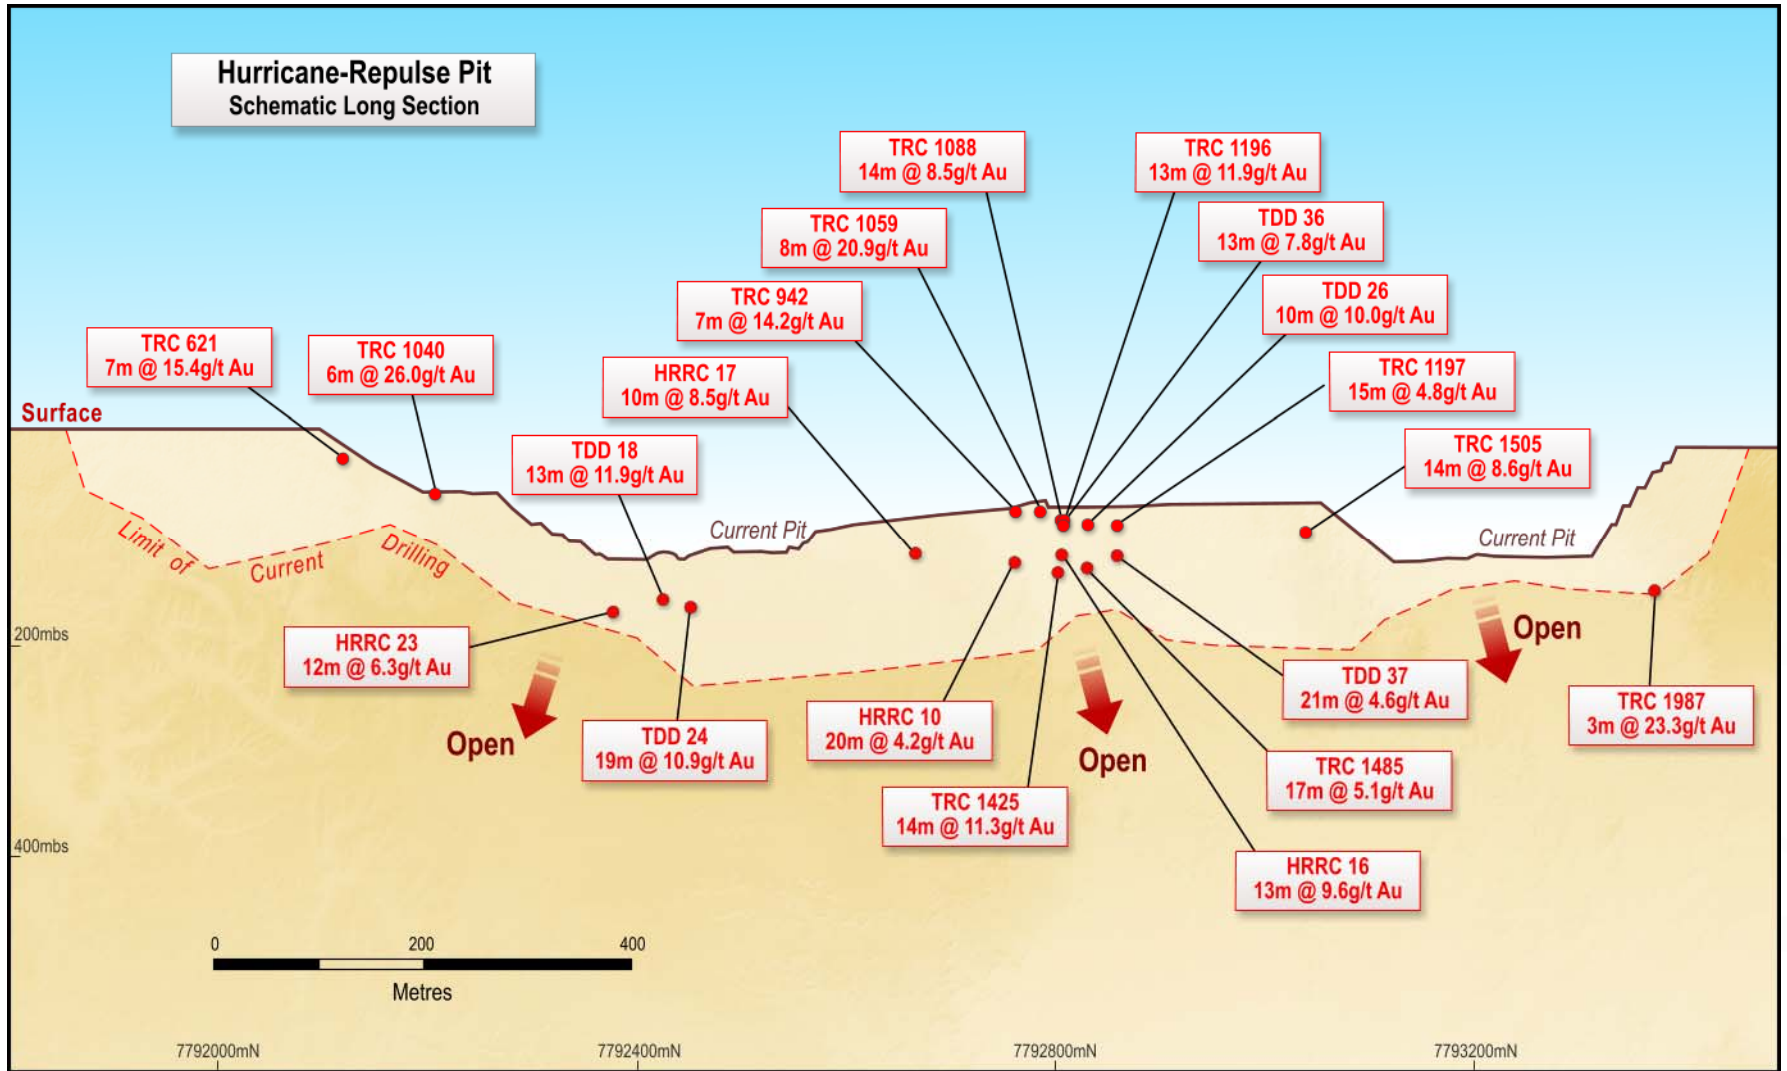 Hurricane-Repulse Pit
Schematic Long Section
TRC 1088
14m @ 8.5g/t Au
TRC 1196
13m @ 11.9g/t Au
TRC 1059
8m @ 20.9g/t Au
TDD 36
13m @ 7.8g/t Au
TRC 942
7m @ 14.2g/t Au
TDD 26
10m @ 10.0g/t Au
TRC 621
7m @ 15.4g/t Au
TRC 1040
6m @ 26.0g/t Au
HRRC 17
10m @ 8.5g/t Au
TRC 1197
15m @ 4.8g/t Au
Surface
TDD 18
13m @ 11.9g/t Au
TRC 1505
14m @ 8.6g/t Au
Current Pit
Current Pit
Limit of Current Drilling
200mbs
HRRC 23
12m @ 6.3g/t Au
Open
Open
Open
TDD 24
19m @ 10.9g/t Au
HRRC 10
20m @ 4.2g/t Au
TDD 37
21m @ 4.6g/t Au
TRC 1987
3m @ 23.3g/t Au
TRC 1485
17m @ 5.1g/t Au
TRC 1425
14m @ 11.3g/t Au
400mbs
HRRC 16
13m @ 9.6g/t Au
0 200 400
Metres
7792000mN 7792400mN 7792800mN 7793200mN